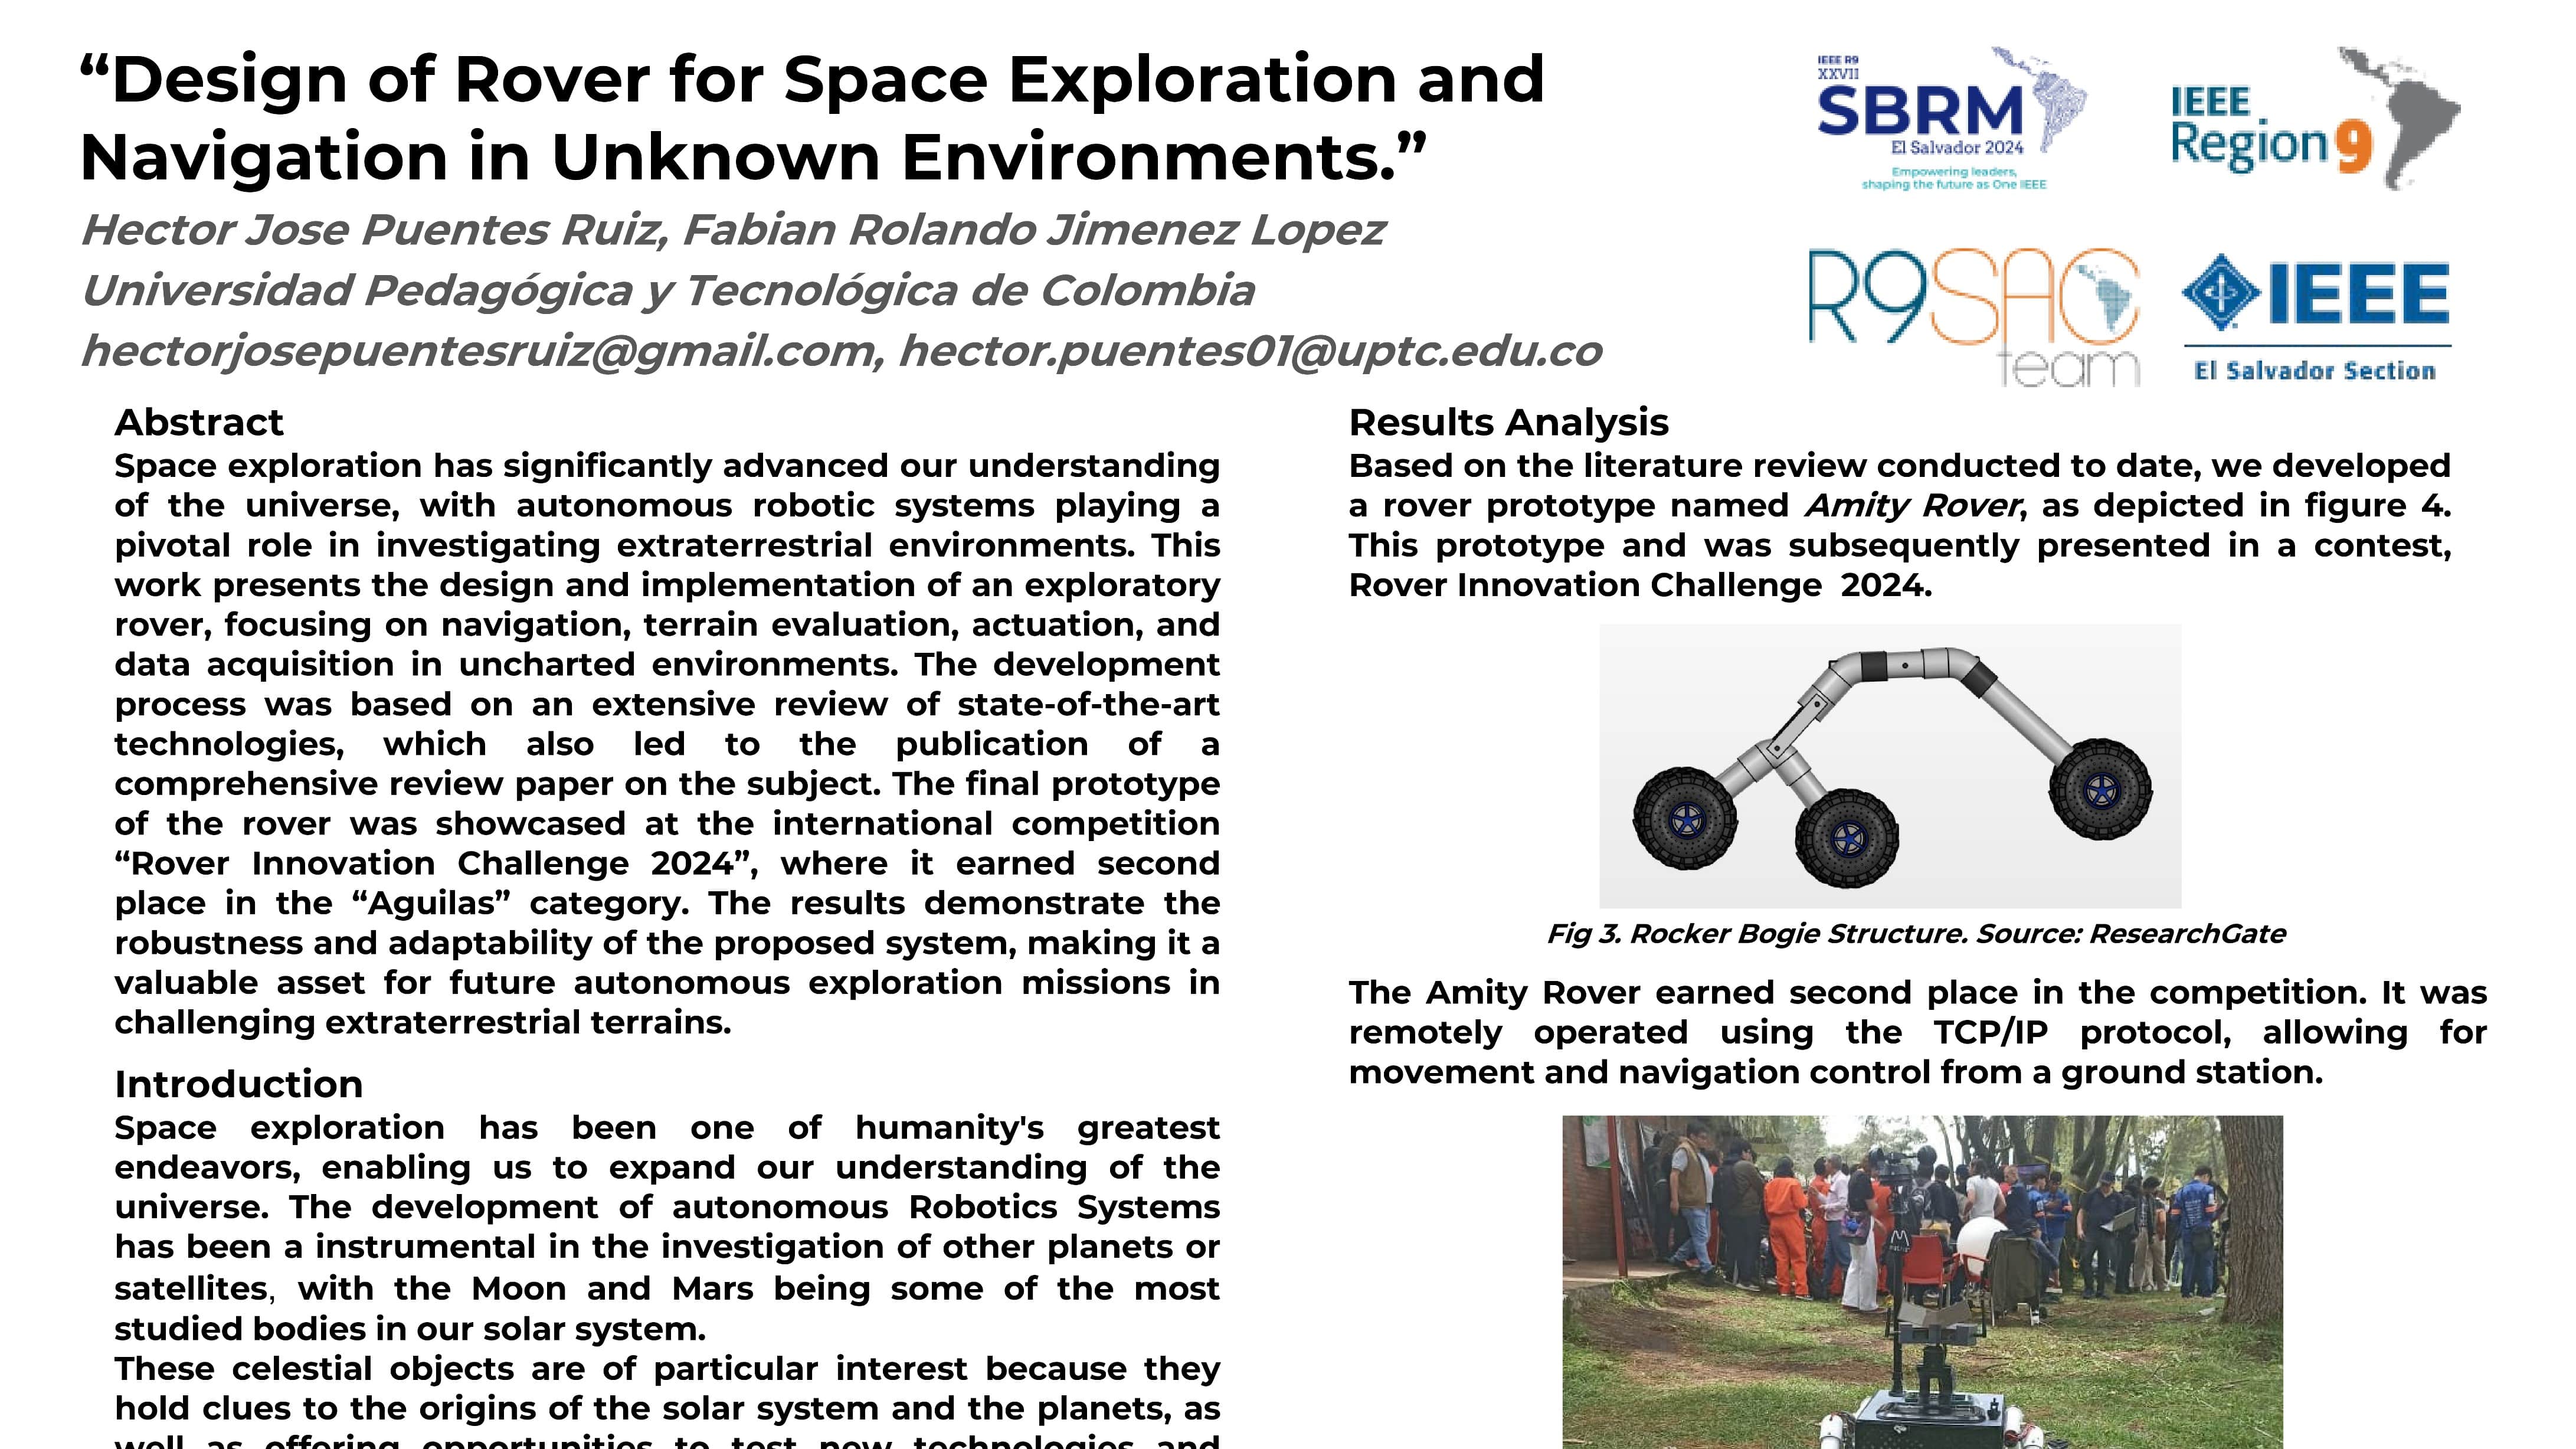 “Design of Rover for Space Exploration and
Navigation in Unknown Environments.”
Hector Jose Puentes Ruiz, Fabian Rolando Jimenez Lopez
Universidad Pedagógica y Tecnológica de Colombia
hectorjosepuentesruiz@gmail.com, hector.puentes01@uptc.edu.co
IEEE R9
XXVII
SBRM
El Salvador 2024
Empowering leaders,
shaping the future as One IEEE
IEEE
Region 9
R9SAC
team
IEEE
El Salvador Section
Abstract
Space exploration has significantly advanced our understanding
of the universe, with autonomous robotic systems playing a
pivotal role in investigating extraterrestrial environments. This
work presents the design and implementation of an exploratory
rover, focusing on navigation, terrain evaluation, actuation, and
data acquisition in uncharted environments. The development
process was based on an extensive review of state-of-the-art
technologies, which also led to the publication of a
comprehensive review paper on the subject. The final prototype
of the rover was showcased at the international competition
“Rover Innovation Challenge 2024”, where it earned second
place in the “Aguilas” category. The results demonstrate the
robustness and adaptability of the proposed system, making it a
valuable asset for future autonomous exploration missions in
challenging extraterrestrial terrains.
Introduction
Space exploration has been one of humanity's greatest
endeavors, enabling us to expand our understanding of the
universe. The development of autonomous Robotics Systems
has been a instrumental in the investigation of other planets or
satellites, with the Moon and Mars being some of the most
studied bodies in our solar system.
These celestial objects are of particular interest because they
hold clues to the origins of the solar system and the planets, as
well as offering opportunities to test new technologies and
Results Analysis
Based on the literature review conducted to date, we developed
a rover prototype named Amity Rover, as depicted in figure 4.
This prototype and was subsequently presented in a contest,
Rover Innovation Challenge 2024.
Fig 3. Rocker Bogie Structure. Source: ResearchGate
The Amity Rover earned second place in the competition. It was
remotely operated using the TCP/IP protocol, allowing for
movement and navigation control from a ground station.